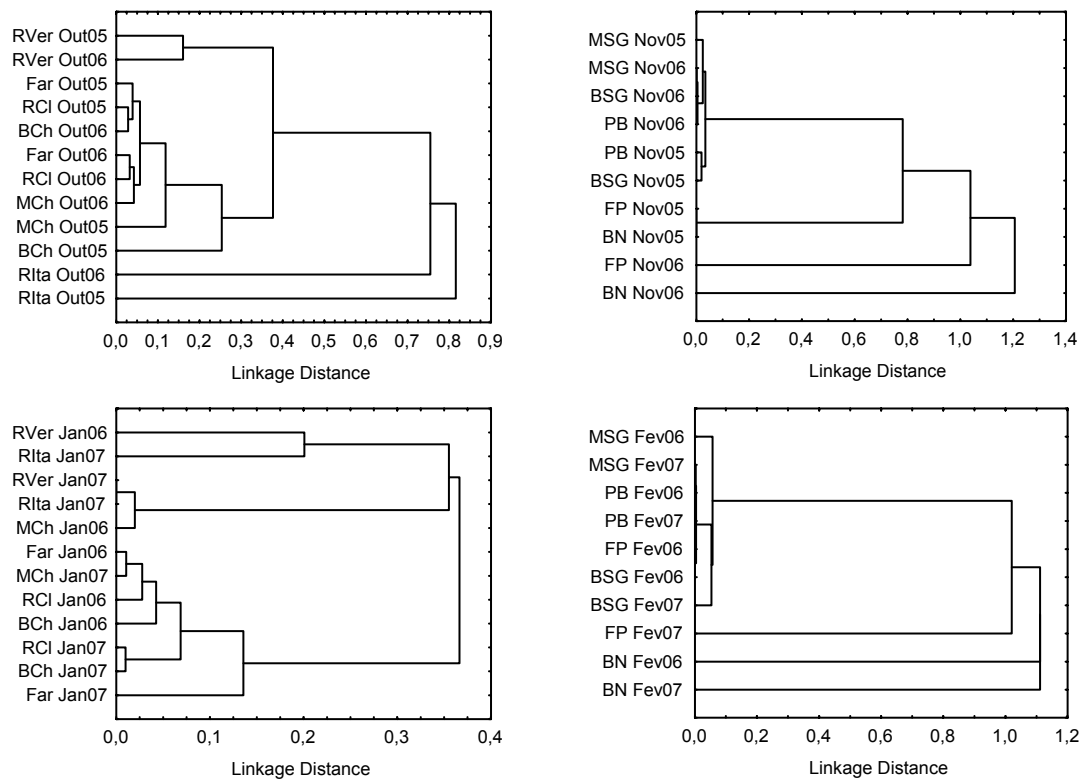 RVer Out05
RVer Out06
Far Out05
RCl Out05
BCh Out06
Far Out06
RCl Out06
MCh Out06
MCh Out05
BCh Out05
RIta Out06
RIta Out05
0,0 0,1 0,2 0,3 0,4 0,5 0,6 0,7 0,8 0,9
Linkage Distance
MSG Nov05
MSG Nov06
BSG Nov06
PB Nov06
PB Nov05
BSG Nov05
FP Nov05
BN Nov05
FP Nov06
BN Nov06
0,0 0,2 0,4 0,6 0,8 1,0 1,2 1,4
Linkage Distance
RVer Jan06
RIta Jan07
RVer Jan07
RIta Jan07
MCh Jan06
Far Jan06
MCh Jan07
RCl Jan06
BCh Jan06
RCl Jan07
BCh Jan07
Far Jan07
0,0 0,1 0,2 0,3 0,4
Linkage Distance
MSG Fev06
MSG Fev07
PB Fev06
PB Fev07
FP Fev06
BSG Fev06
BSG Fev07
FP Fev07
BN Fev06
BN Fev07
0,0 0,2 0,4 0,6 0,8 1,0 1,2
Linkage Distance